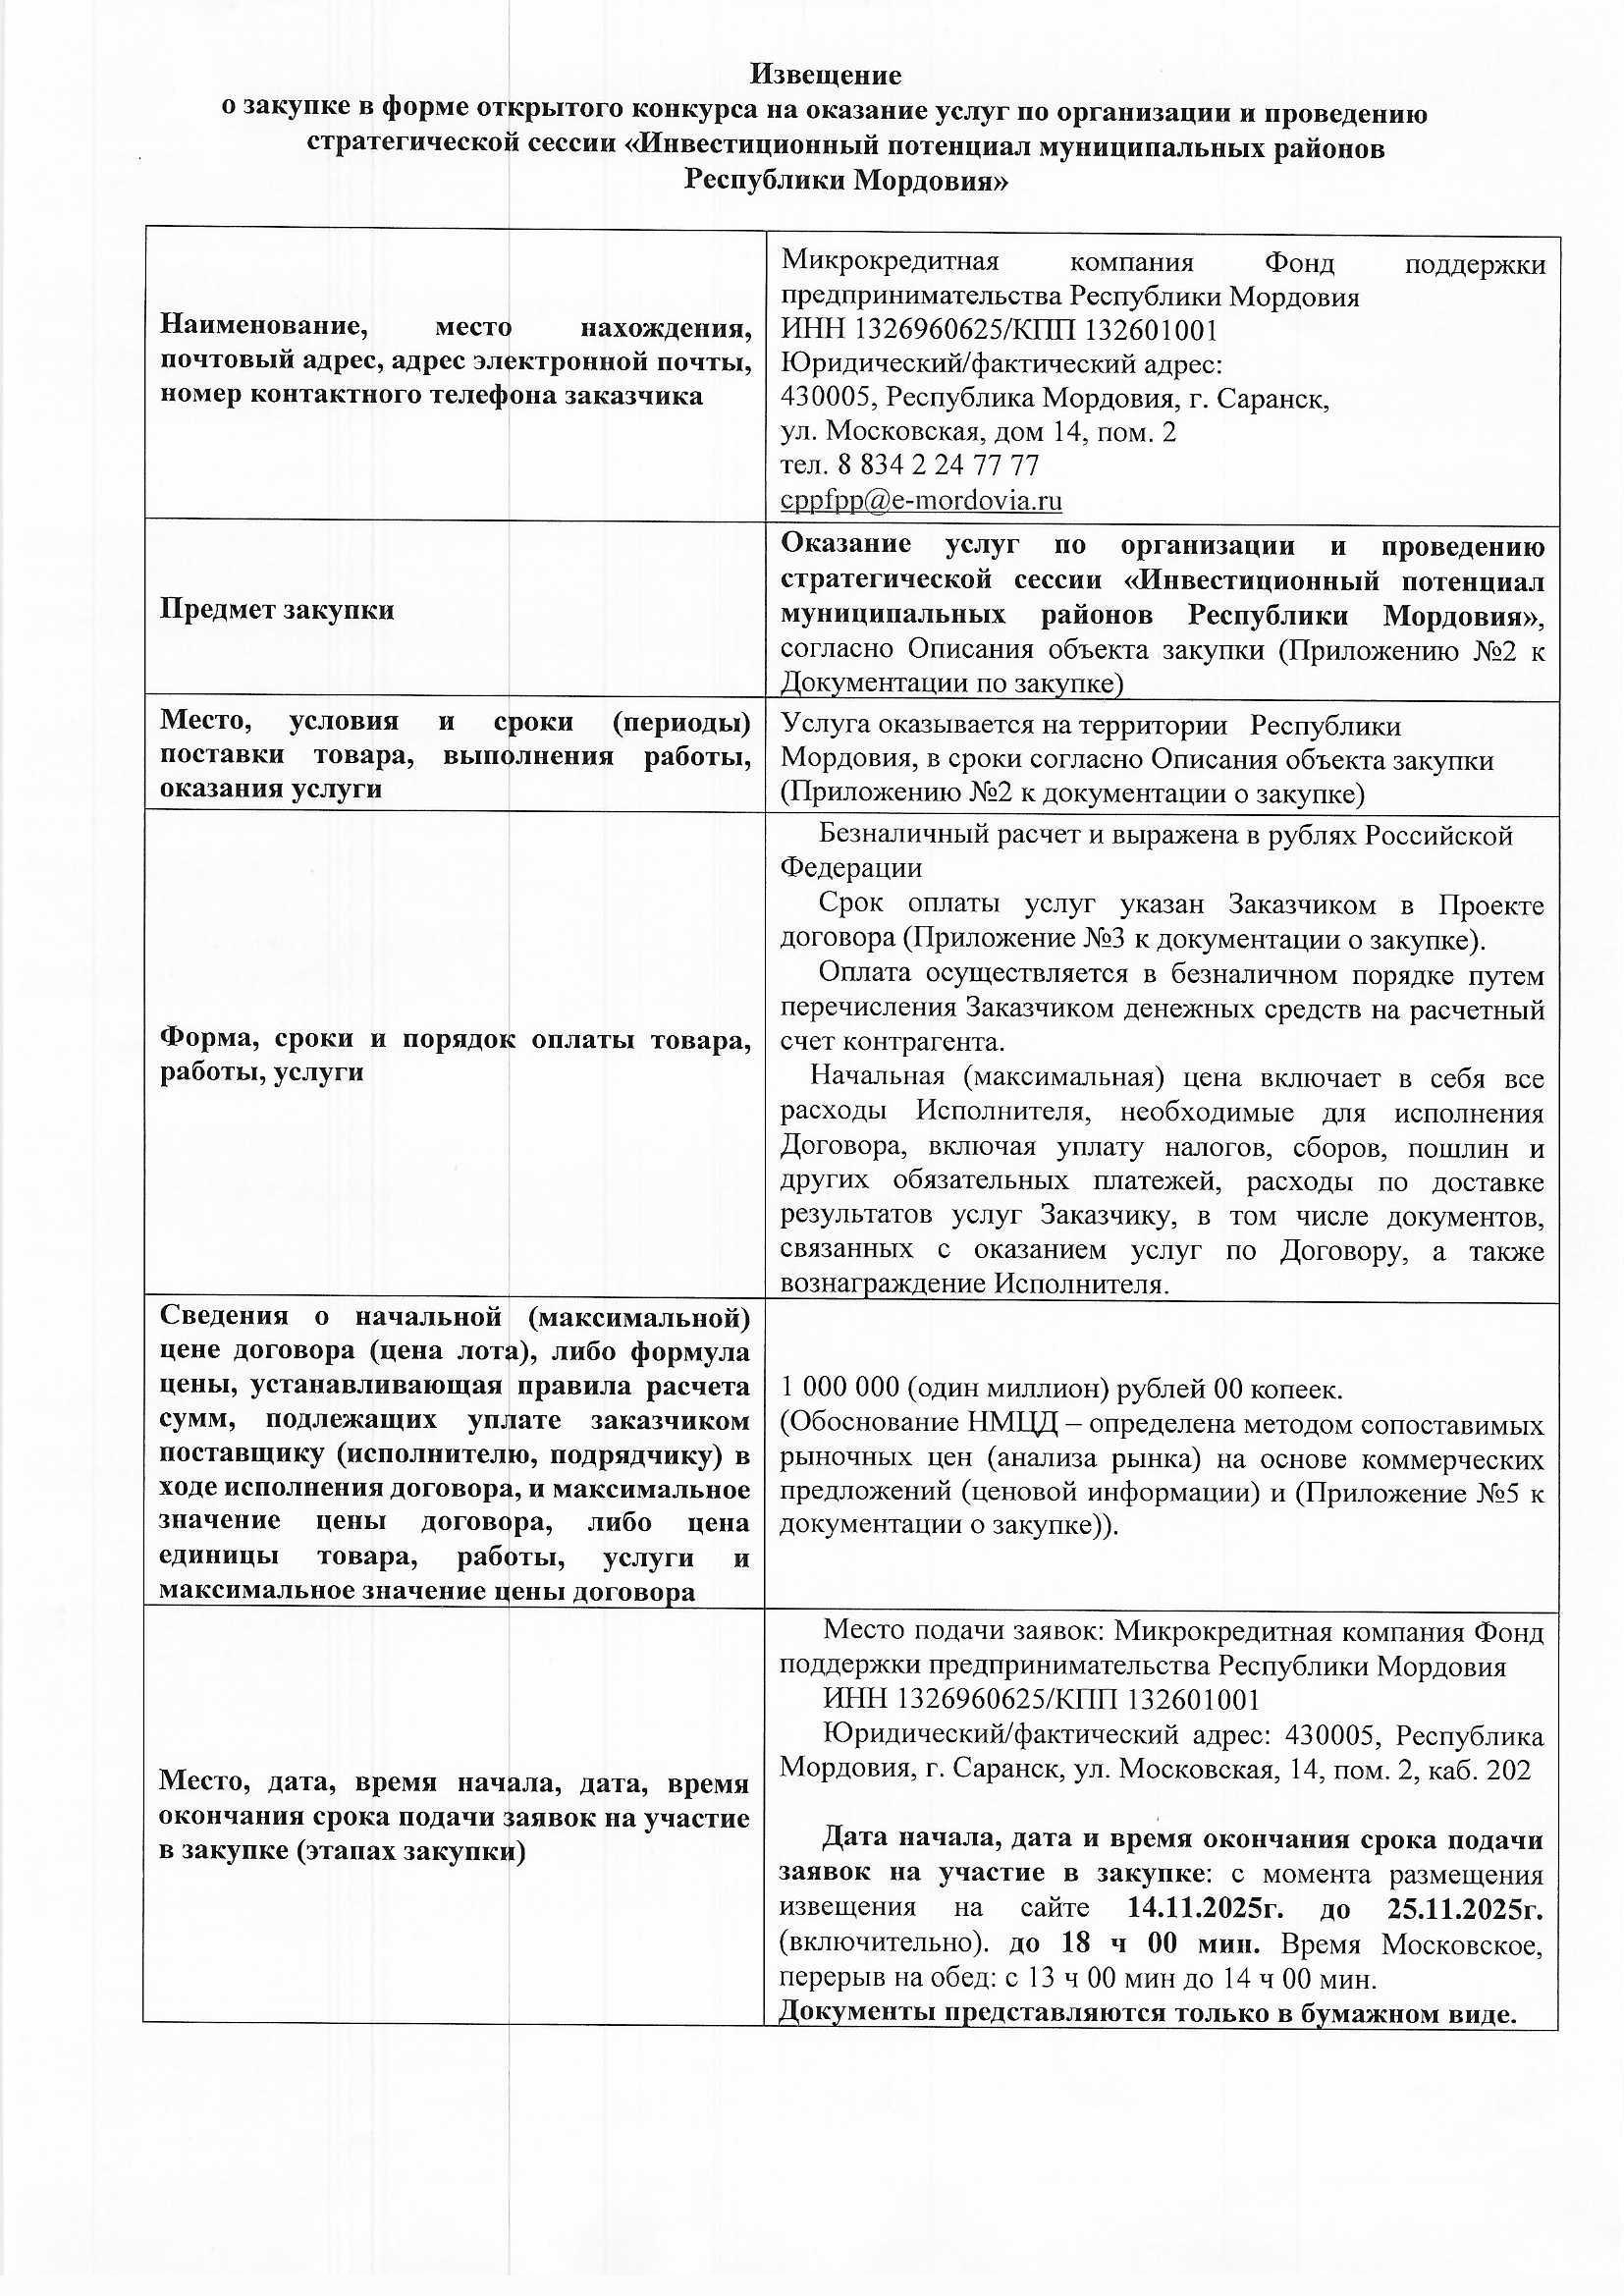 Извещение
о закупке в форме открытого конкурса на оказание услуг по организации и проведению
стратегической сессии «Инвестиционный потенциал муниципальных районов
Республики Мордовия»
Наименование, место нахождения,
почтовый адрес, адрес электронной почты,
номер контактного телефона заказчика
Микрокредитная компания Фонд поддержки
предпринимательства Республики Мордовия
ИНН 1326960625/КПП 132601001
Юридический/фактический адрес:
430005, Республика Мордовия, г. Саранск,
ул. Московская, дом 14, пом. 2
тел. 8 834 2 24 77 77
cppfpp@e-mordovia.ru
Предмет закупки
Оказание услуг по организации и проведению
стратегической сессии «Инвестиционный потенциал
муниципальных районов Республики Мордовия»,
согласно Описания объекта закупки (Приложению №2 к
Документации по закупке)
Место, условия и сроки (периоды)
поставки товара, выполнения работы,
оказания услуги
Услуга оказывается на территории Республики
Мордовия, в сроки согласно Описания объекта закупки
(Приложению №2 к документации о закупке)
Форма, сроки и порядок оплаты товара,
работы, услуги
Безналичный расчет и выражена в рублях Российской
Федерации
Срок оплаты услуг указан Заказчиком в Проекте
договора (Приложение №3 к документации о закупке).
Оплата осуществляется в безналичном порядке путем
перечисления Заказчиком денежных средств на расчетный
счет контрагента.
Начальная (максимальная) цена включает в себя все
расходы Исполнителя, необходимые для исполнения
Договора, включая уплату налогов, сборов, пошлин и
других обязательных платежей, расходы по доставке
результатов услуг Заказчику, в том числе документов,
связанных с оказанием услуг по Договору, а также
вознаграждение Исполнителя.
Сведения о начальной (максимальной)
цене договора (цена лота), либо формула
цены, устанавливающая правила расчета
сумм, подлежащих уплате заказчиком
поставщику (исполнителю, подрядчику) в
ходе исполнения договора, и максимальное
значение цены договора, либо цена
единицы товара, работы, услуги и
максимальное значение цены договора
1 000 000 (один миллион) рублей 00 копеек.
(Обоснование НМЦД – определена методом сопоставимых
рыночных цен (анализа рынка) на основе коммерческих
предложений (ценовой информации) и (Приложение №5 к
документации о закупке)).
Место, дата, время начала, дата, время
окончания срока подачи заявок на участие
в закупке (этапах закупки)
Место подачи заявок: Микрокредитная компания Фонд
поддержки предпринимательства Республики Мордовия
ИНН 1326960625/КПП 132601001
Юридический/фактический адрес: 430005, Республика
Мордовия, г. Саранск, ул. Московская, 14, пом. 2, каб. 202
Дата начала, дата и время окончания срока подачи
заявок на участие в закупке: с момента размещения
извещения на сайте 14.11.2025г. до 25.11.2025г.
(включительно). до 18 ч 00 мин. Время Московское,
перерыв на обед: с 13 ч 00 мин до 14 ч 00 мин.
Документы представляются только в бумажном виде.